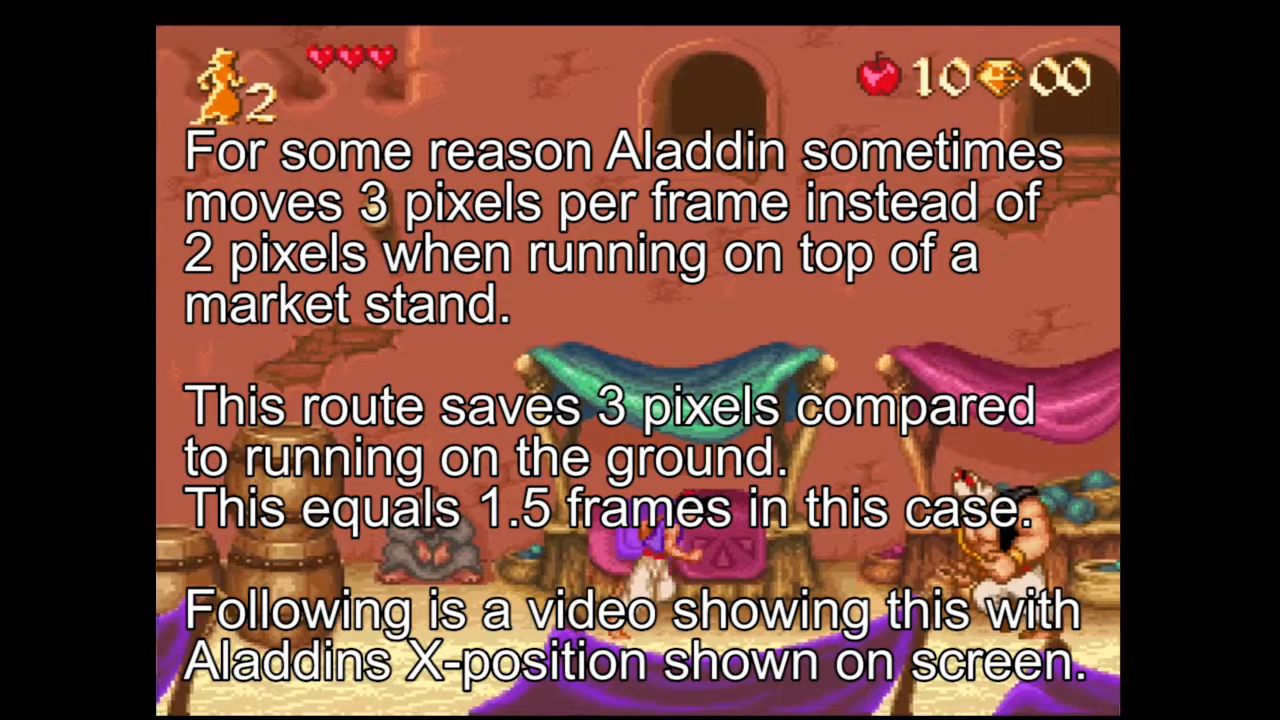 2
10
00
For some reason Aladdin sometimes
moves 3 pixels per frame instead of
2 pixels when running on top of a
market stand.
This route saves 3 pixels compared
to running on the ground.
This equals 1.5 frames in this case.
Following is a video showing this with
Aladdins X-position shown on screen.